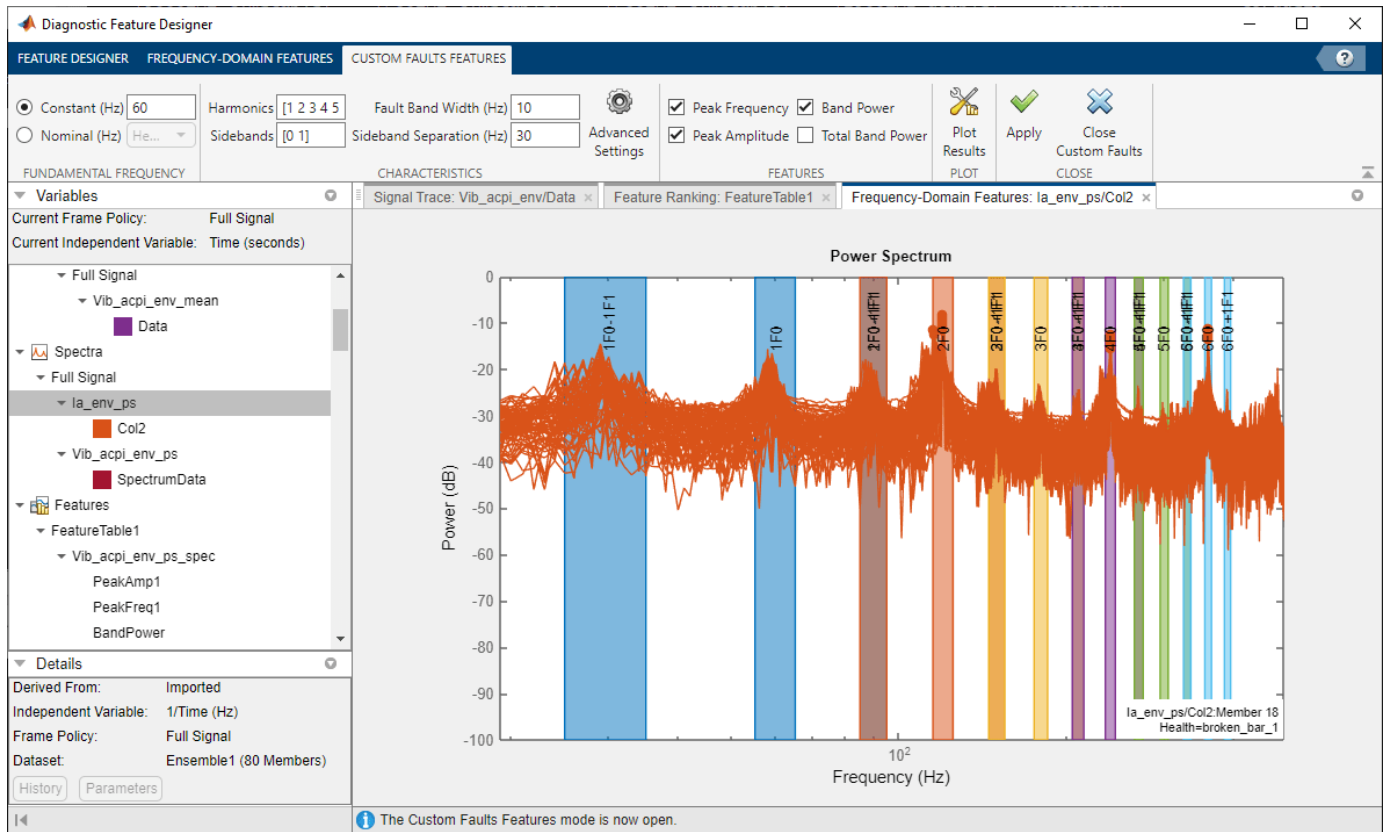 Diagnostic Feature Designer
FEATURE DESIGNER FREQUENCY-DOMAIN FEATURES CUSTOM FAULTS FEATURES
Constant (Hz) 60 Harmonics [1 2 3 4 5 Fault Band Width (Hz) 10 Peak Frequency Band Power
Nominal (Hz) He... Sidebands [0 1] Sideband Separation (Hz) 30 Advanced Settings Peak Amplitude Total Band Power Plot Results Apply Close Custom Faults
FUNDAMENTAL FREQUENCY CHARACTERISTICS FEATURES PLOT CLOSE
Variables
Current Frame Policy: Full Signal
Current Independent Variable: Time (seconds)
Full Signal
Vib_acpi_env_mean
Data
Spectra
Full Signal
Ia_env_ps
Col2
Vib_acpi_env_ps
SpectrumData
Features
FeatureTable1
Vib_acpi_env_ps_spec
PeakAmp1
PeakFreq1
BandPower
Details
Derived From: Imported
Independent Variable: 1/Time (Hz)
Frame Policy: Full Signal
Dataset: Ensemble1 (80 Members)
History Parameters
Signal Trace: Vib_acpi_env/Data × Feature Ranking: FeatureTable1 × Frequency-Domain Features: Ia_env_ps/Col2 ×
Power Spectrum
0
-10
-20
-30
-40
-50
-60
-70
-80
-90
-100
Power (dB)
1F0-1F1
1F0
2F0
3F0
4F0
5F0
6F0
6F0+1F1
10²
Frequency (Hz)
Ia_env_ps/Col2:Member 18
Health=broken_bar_1
The Custom Faults Features mode is now open.